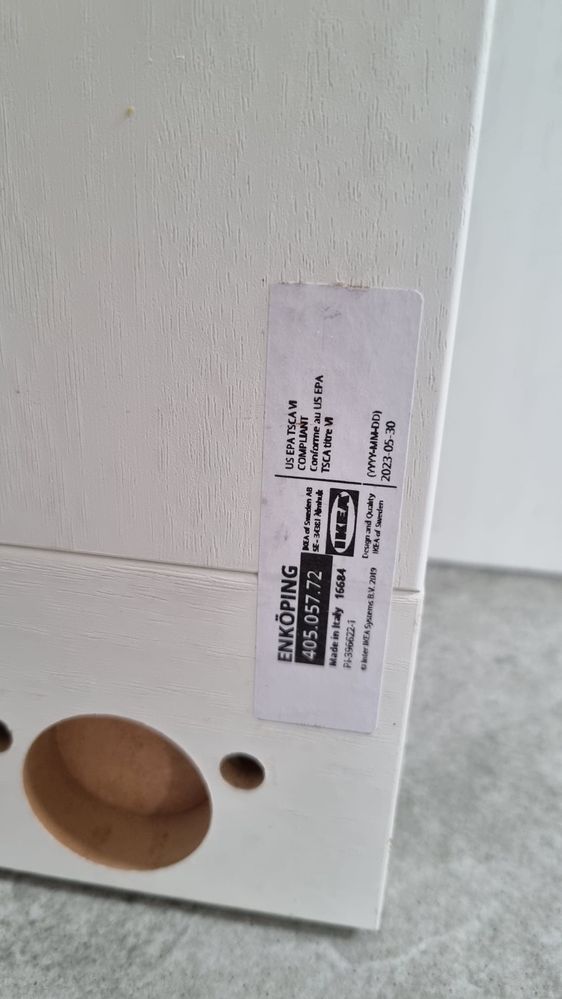 ENKÖPING
405.057.72
Made in Italy 16684
PI-396622-1
© Inter IKEA Systems B.V. 2019
IKEA of Sweden AB
SE-34381 Älmhult
IKEA
Design and Quality
IKEA of Sweden
US EPA TSCA VI
COMPLIANT
Conforme au US EPA
TSCA titre VI
(YYYY-MM-DD)
2023-05-30